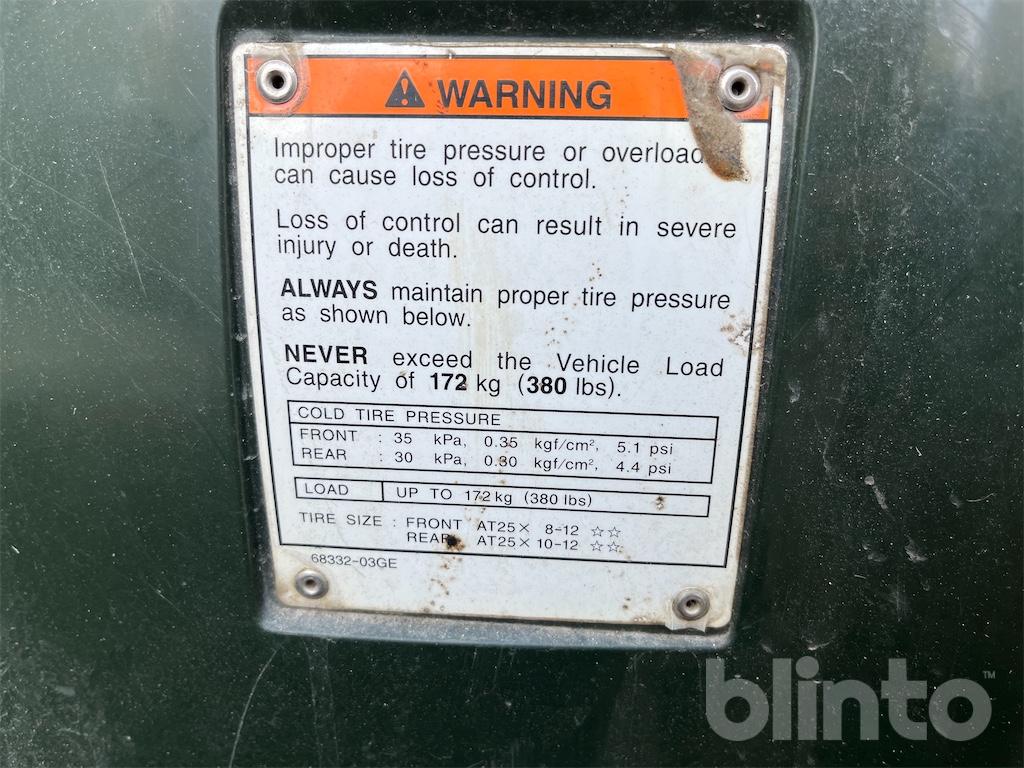 WARNING
Improper tire pressure or overload
can cause loss of control.
Loss of control can result in severe
injury or death.
ALWAYS maintain proper tire pressure
as shown below.
NEVER exceed the Vehicle Load
Capacity of 172 kg (380 lbs).
COLD TIRE PRESSURE
FRONT : 35 kPa, 0.35 kgf/cm², 5.1 psi
REAR : 30 kPa, 0.30 kgf/cm², 4.4 psi
LOAD UP TO 172kg (380 lbs)
TIRE SIZE : FRONT AT25× 8-12 ☆☆
REAR AT25×10-12 ☆☆
68332-03GE
blinto™